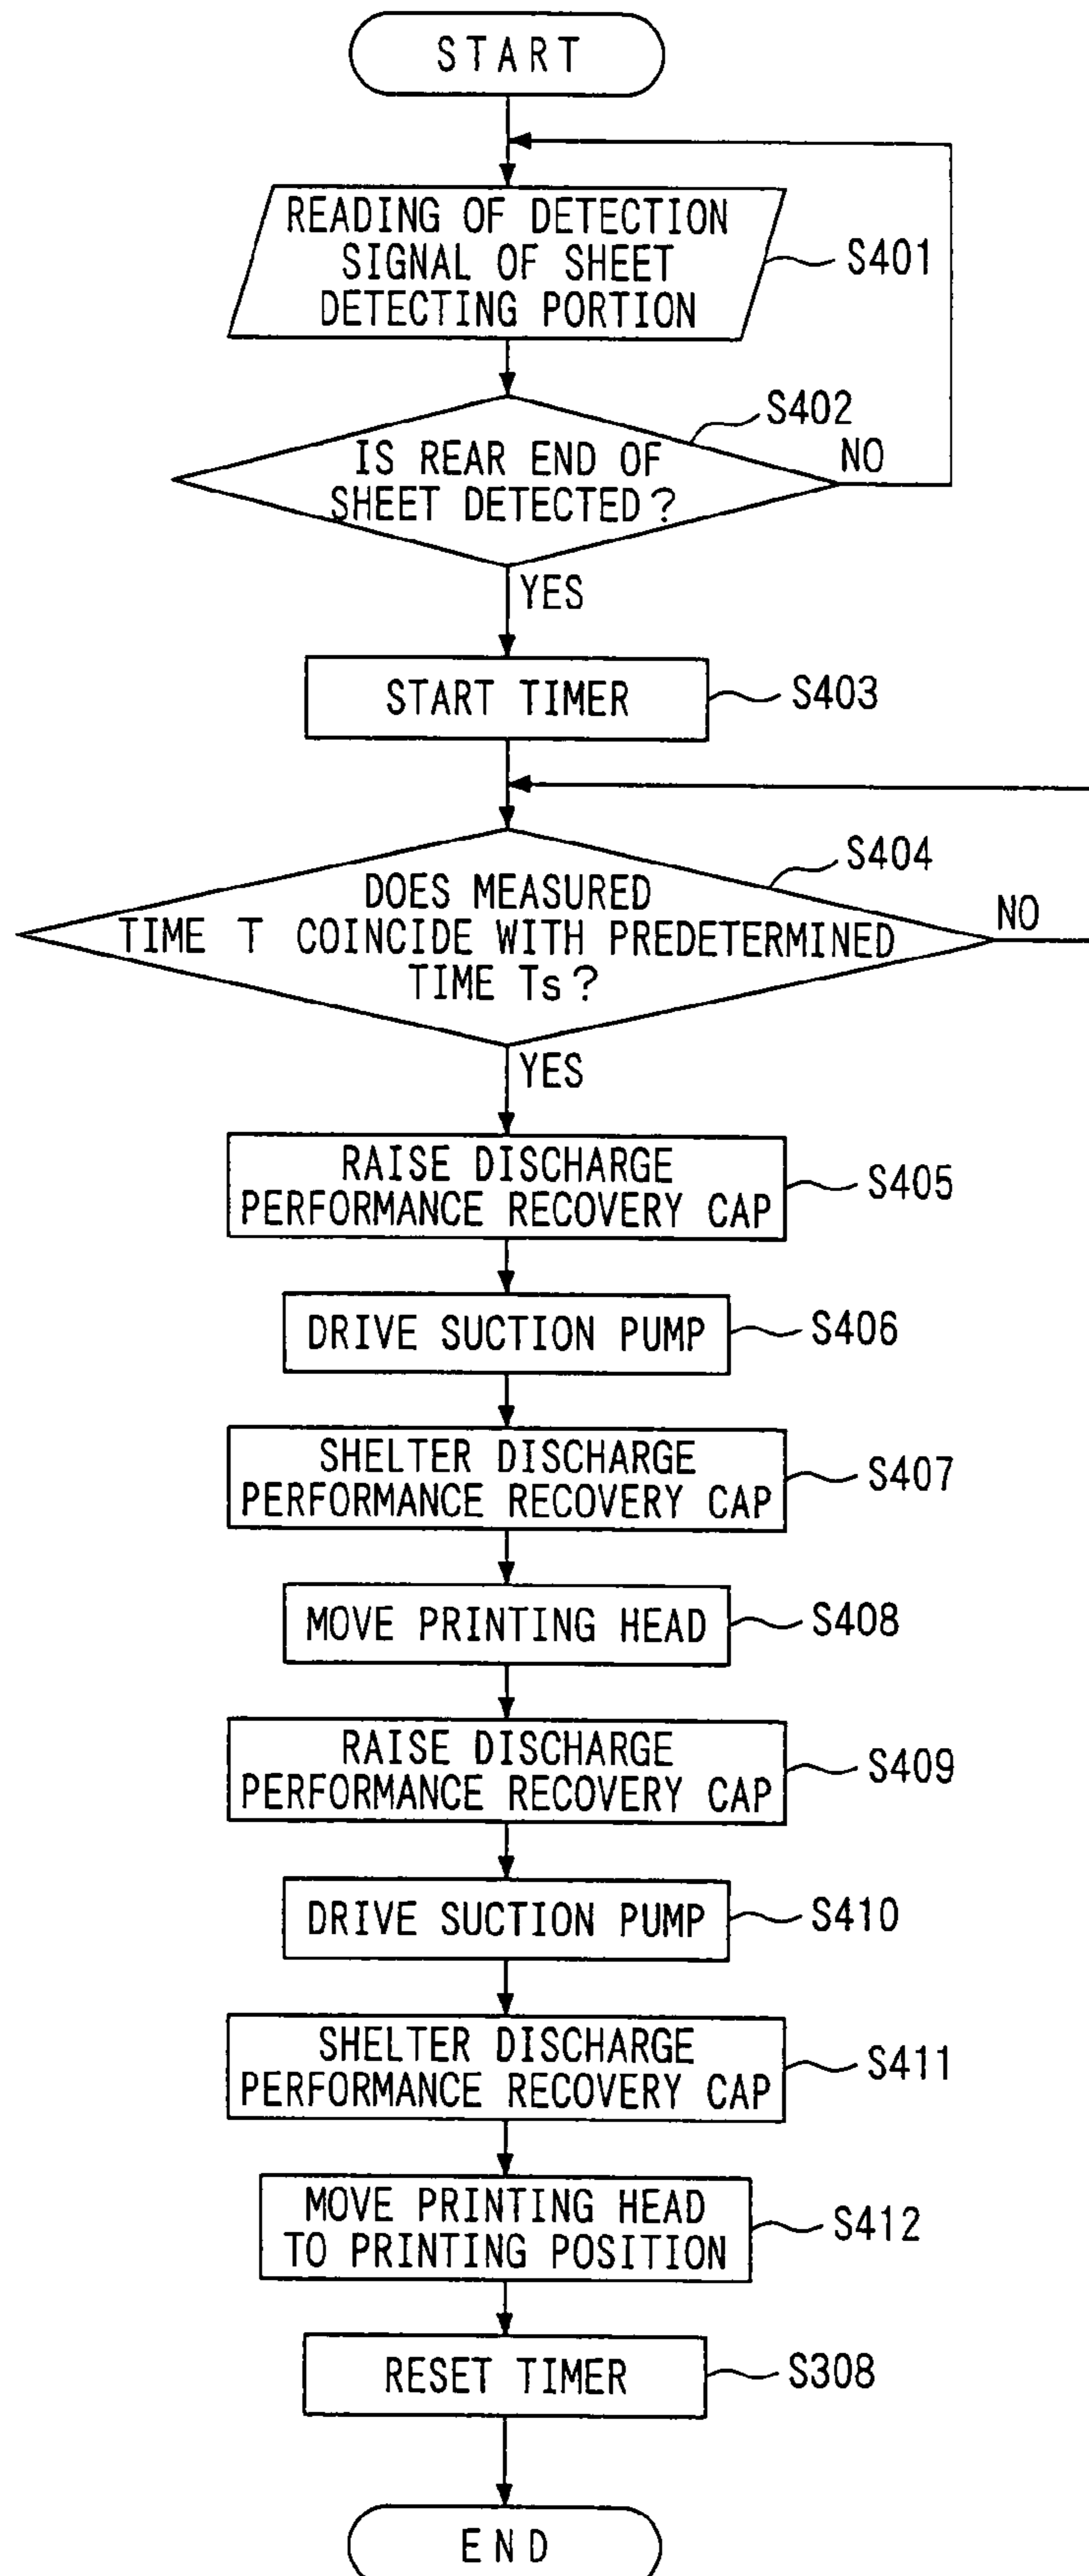 START
READING OF DETECTION
SIGNAL OF SHEET
DETECTING PORTION
S401
S402
IS REAR END OF
SHEET DETECTED?
NO
YES
START TIMER
S403
S404
DOES MEASURED
TIME T COINCIDE WITH PREDETERMINED
TIME Ts?
NO
YES
RAISE DISCHARGE
PERFORMANCE RECOVERY CAP
S405
DRIVE SUCTION PUMP
S406
SHELTER DISCHARGE
PERFORMANCE RECOVERY CAP
S407
MOVE PRINTING HEAD
S408
RAISE DISCHARGE
PERFORMANCE RECOVERY CAP
S409
DRIVE SUCTION PUMP
S410
SHELTER DISCHARGE
PERFORMANCE RECOVERY CAP
S411
MOVE PRINTING HEAD
TO PRINTING POSITION
S412
RESET TIMER
S308
END